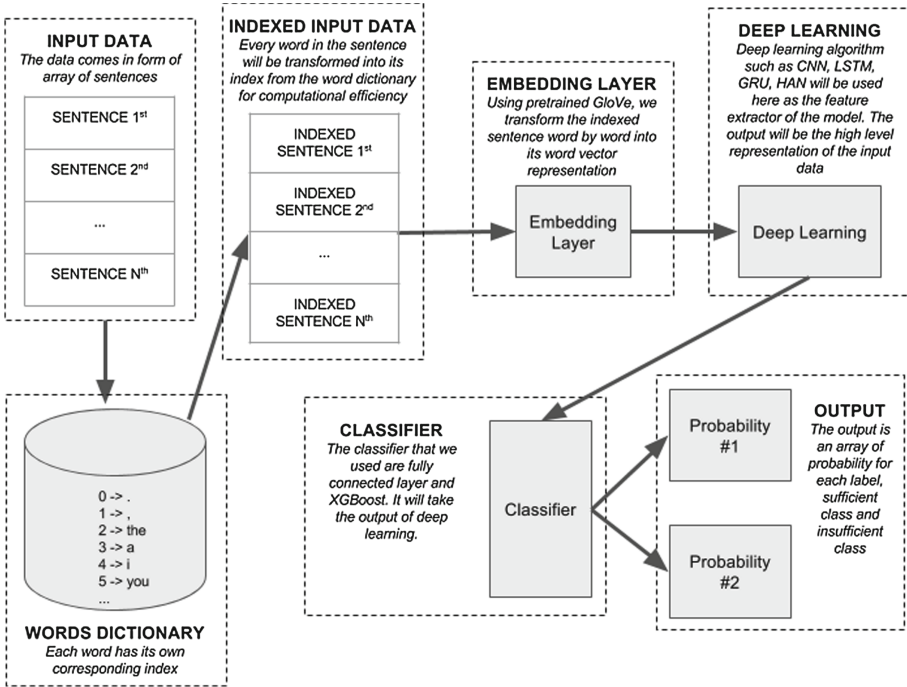 INPUT DATA
The data comes in form of
array of sentences
SENTENCE 1st
SENTENCE 2nd
...
SENTENCE Nth
WORDS DICTIONARY
Each word has its own
corresponding index
0 -> .
1 -> ,
2 -> the
3 -> a
4 -> i
5 -> you
...
INDEXED INPUT DATA
Every word in the sentence
will be transformed into its
index from the word dictionary
for computational efficiency
INDEXED
SENTENCE 1st
INDEXED
SENTENCE 2nd
...
INDEXED
SENTENCE Nth
EMBEDDING LAYER
Using pretrained GloVe, we
transform the indexed
sentence word by word into
its word vector
representation
Embedding
Layer
DEEP LEARNING
Deep learning algorithm
such as CNN, LSTM,
GRU, HAN will be used
here as the feature
extractor of the model. The
output will be the high level
representation of the input
data
Deep Learning
CLASSIFIER
The classifier that we
used are fully
connected layer and
XGBoost. It will take
the output of deep
learning.
Classifier
Probability
#1
Probability
#2
OUTPUT
The output is
an array of
probability for
each label,
sufficient
class and
insufficient
class